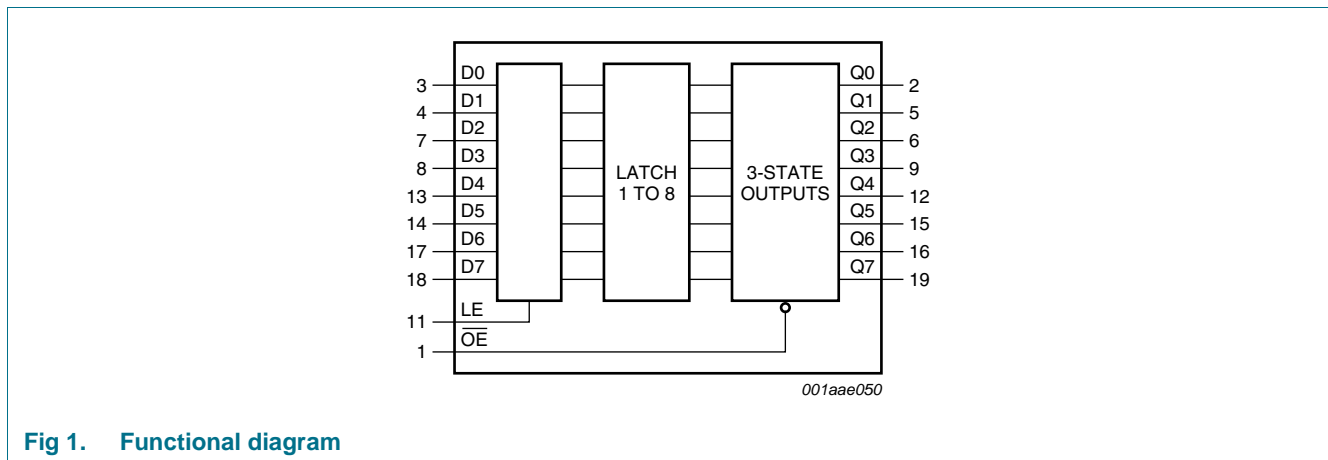 D0 Q0
3 2
D1 Q1
4 5
D2 Q2
7 6
D3 Q3
8 LATCH 3-STATE 9
D4 1 TO 8 OUTPUTS Q4
13 12
D5 Q5
14 15
D6 Q6
17 16
D7 Q7
18 19
LE
11
O̅E̅
1
001aae050
Fig 1. Functional diagram